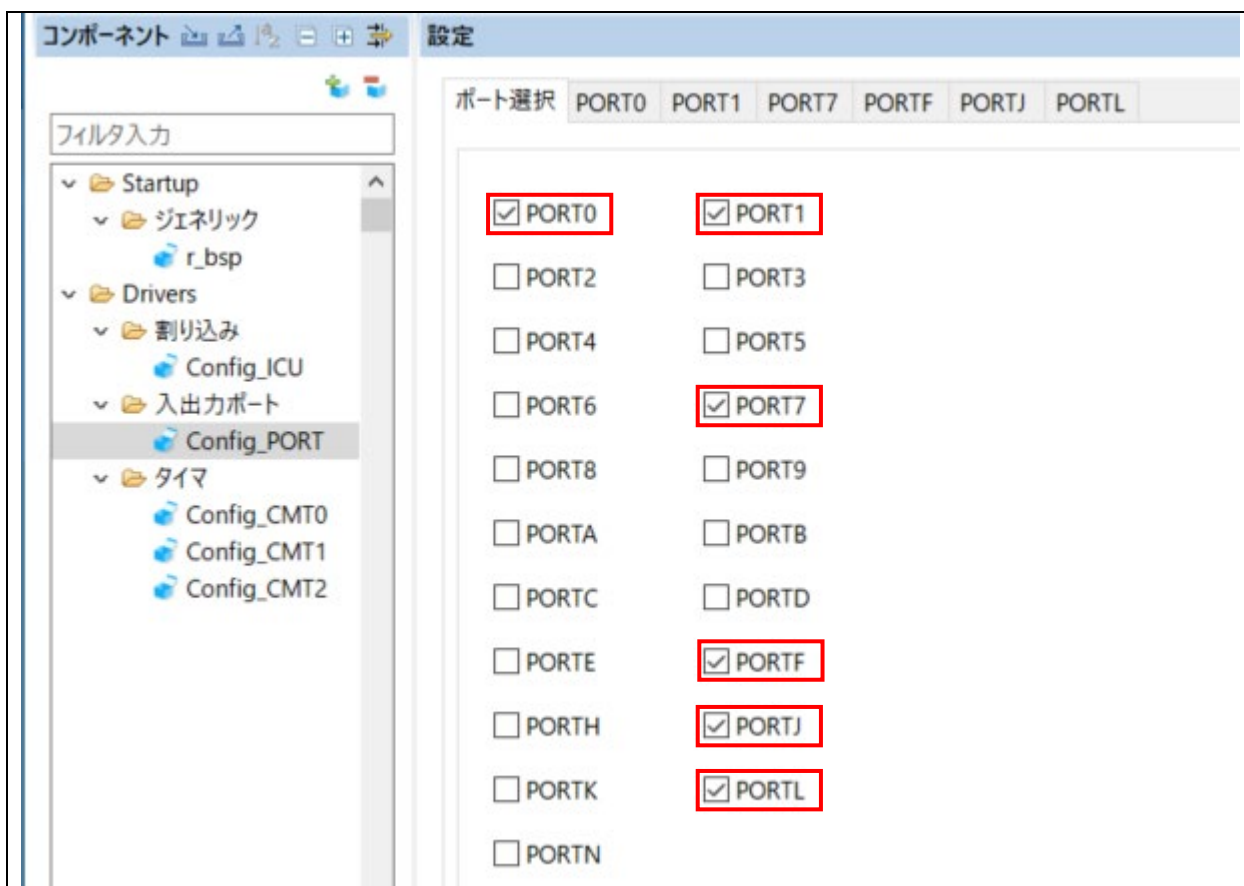 コンポーネント
設定
フィルタ入力
Startup
ジェネリック
r_bsp
Drivers
割り込み
Config_ICU
入出力ポート
Config_PORT
タイマ
Config_CMT0
Config_CMT1
Config_CMT2
ポート選択 PORT0 PORT1 PORT7 PORTF PORTJ PORTL
PORT0 PORT1
PORT2 PORT3
PORT4 PORT5
PORT6 PORT7
PORT8 PORT9
PORTA PORTB
PORTC PORTD
PORTE PORTF
PORTH PORTJ
PORTK PORTL
PORTN